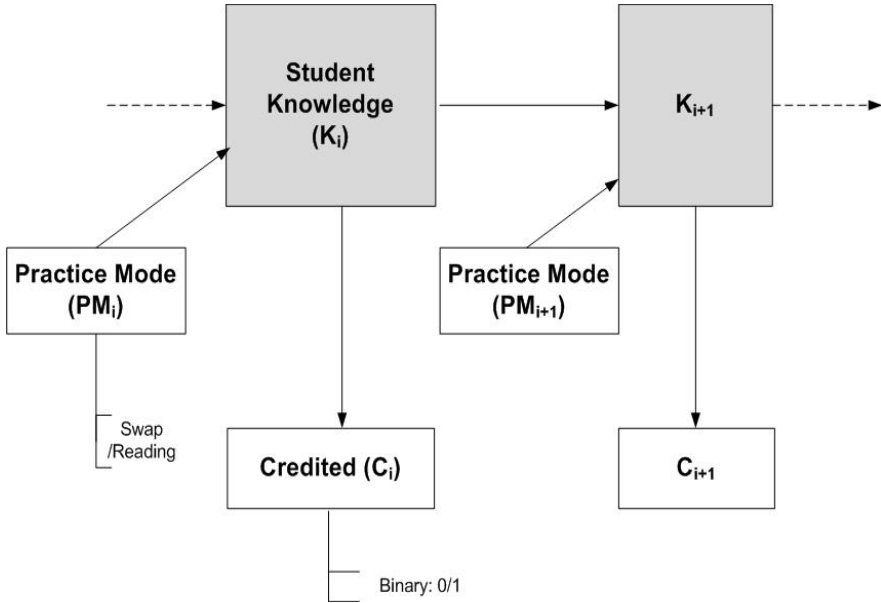 Student
Knowledge
(Kᵢ)
Kᵢ₊₁
Practice Mode
(PMᵢ)
Practice Mode
(PMᵢ₊₁)
Swap
/Reading
Credited (Cᵢ)
Cᵢ₊₁
Binary: 0/1